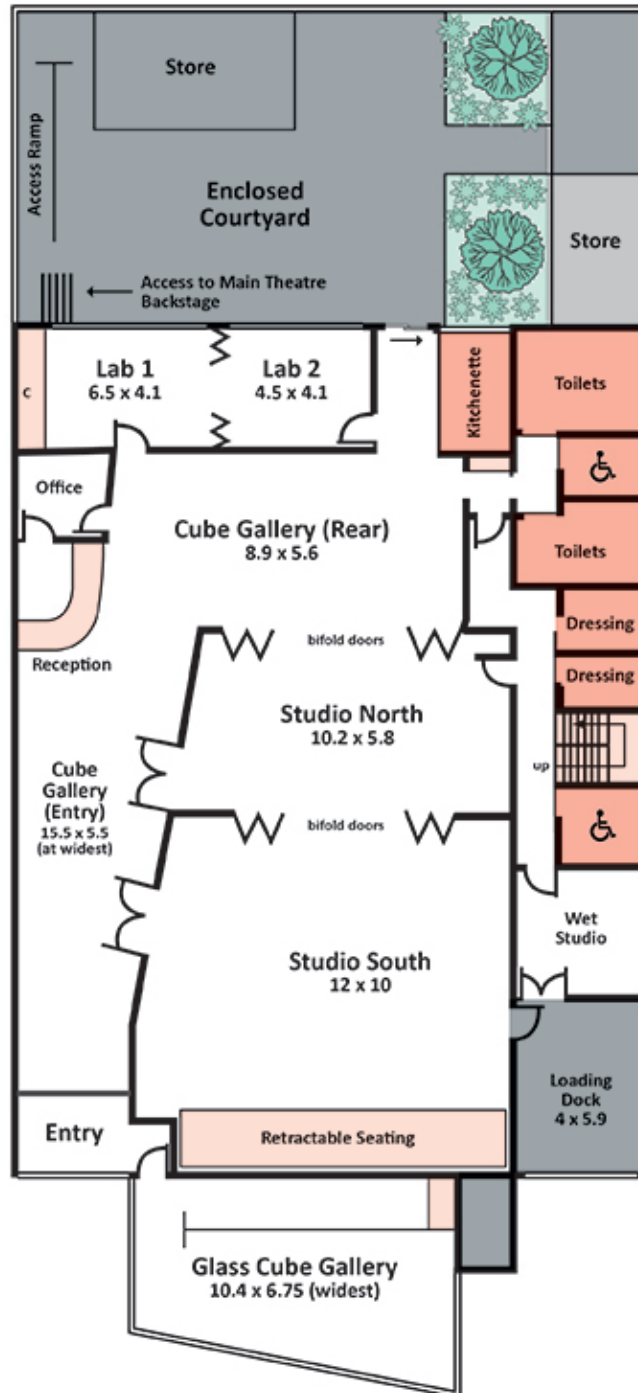 Store
Access Ramp
Enclosed
Courtyard
Store
Access to Main Theatre
Backstage
Lab 1
6.5 x 4.1
Lab 2
4.5 x 4.1
Kitchenette
Toilets
C
Office
Cube Gallery (Rear)
8.9 x 5.6
Toilets
Dressing
Reception
bifold doors
Dressing
Studio North
10.2 x 5.8
up
Cube
Gallery
(Entry)
15.5 x 5.5
(at widest)
bifold doors
Wet
Studio
Studio South
12 x 10
Loading
Dock
4 x 5.9
Entry
Retractable Seating
Glass Cube Gallery
10.4 x 6.75 (widest)